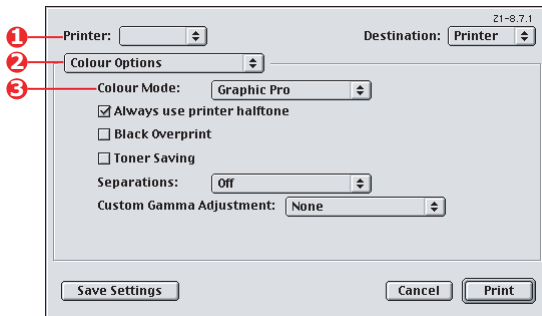 Z1-8.7.1
1 Printer: Destination: Printer
2 Colour Options
3 Colour Mode: Graphic Pro
Always use printer halftone
Black Overprint
Toner Saving
Separations: Off
Custom Gamma Adjustment: None
Save Settings Cancel Print